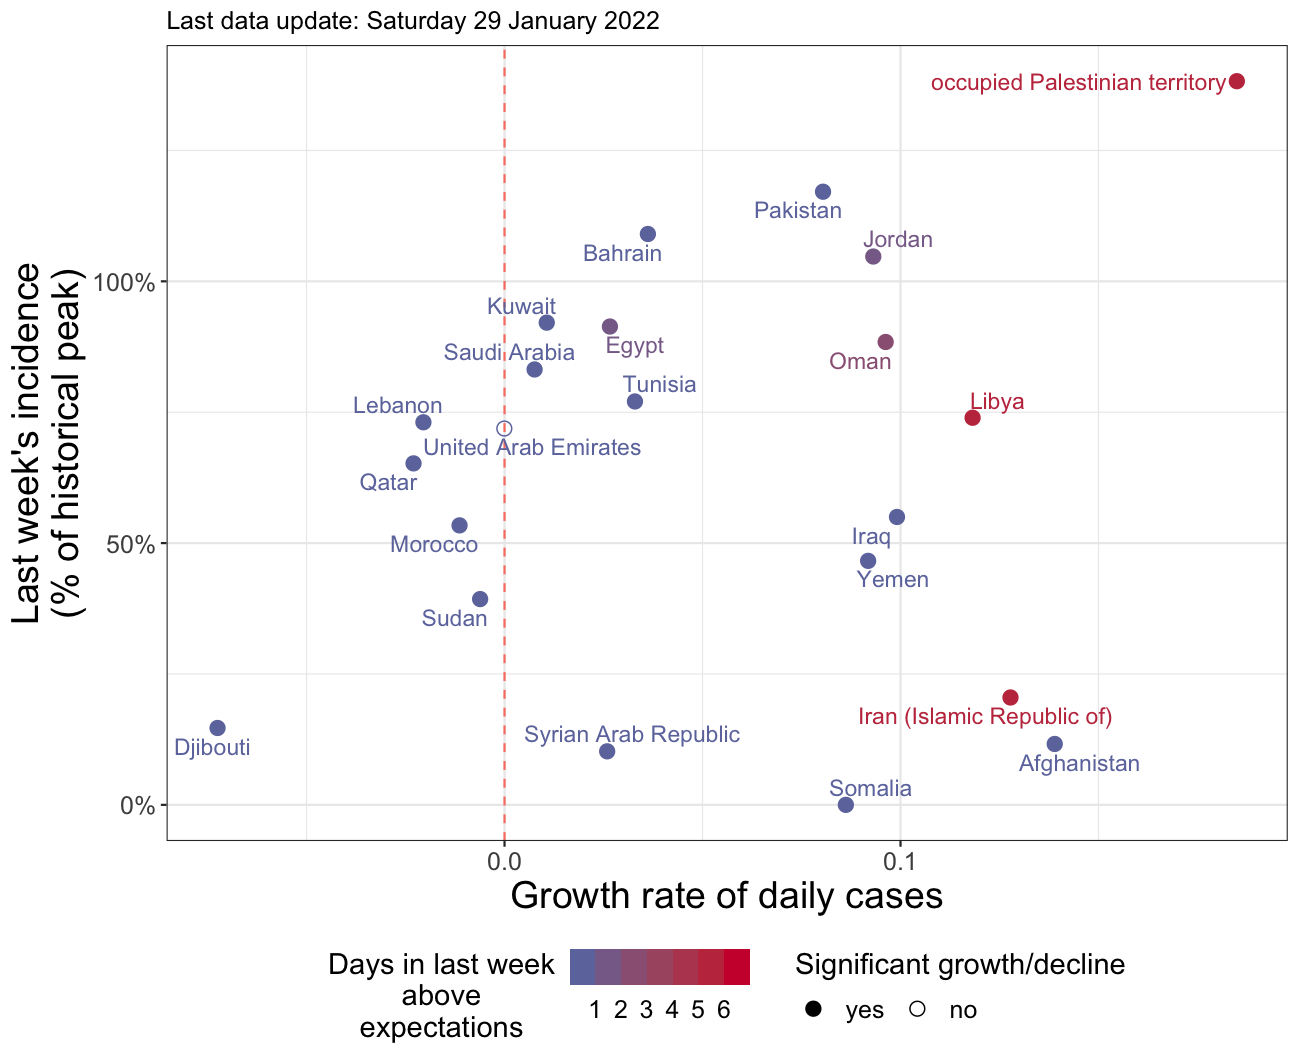 Last data update: Saturday 29 January 2022
occupied Palestinian territory
Pakistan
Jordan
Bahrain
Kuwait
Egypt
Saudi Arabia
Oman
Tunisia
Lebanon
Libya
United Arab Emirates
Qatar
Iraq
Morocco
Yemen
Sudan
Iran (Islamic Republic of)
Syrian Arab Republic
Djibouti
Afghanistan
Somalia
Last week's incidence
(% of historical peak)
100%
50%
0%
0.0 0.1
Growth rate of daily cases
Days in last week
above
expectations
1 2 3 4 5 6
Significant growth/decline
yes no